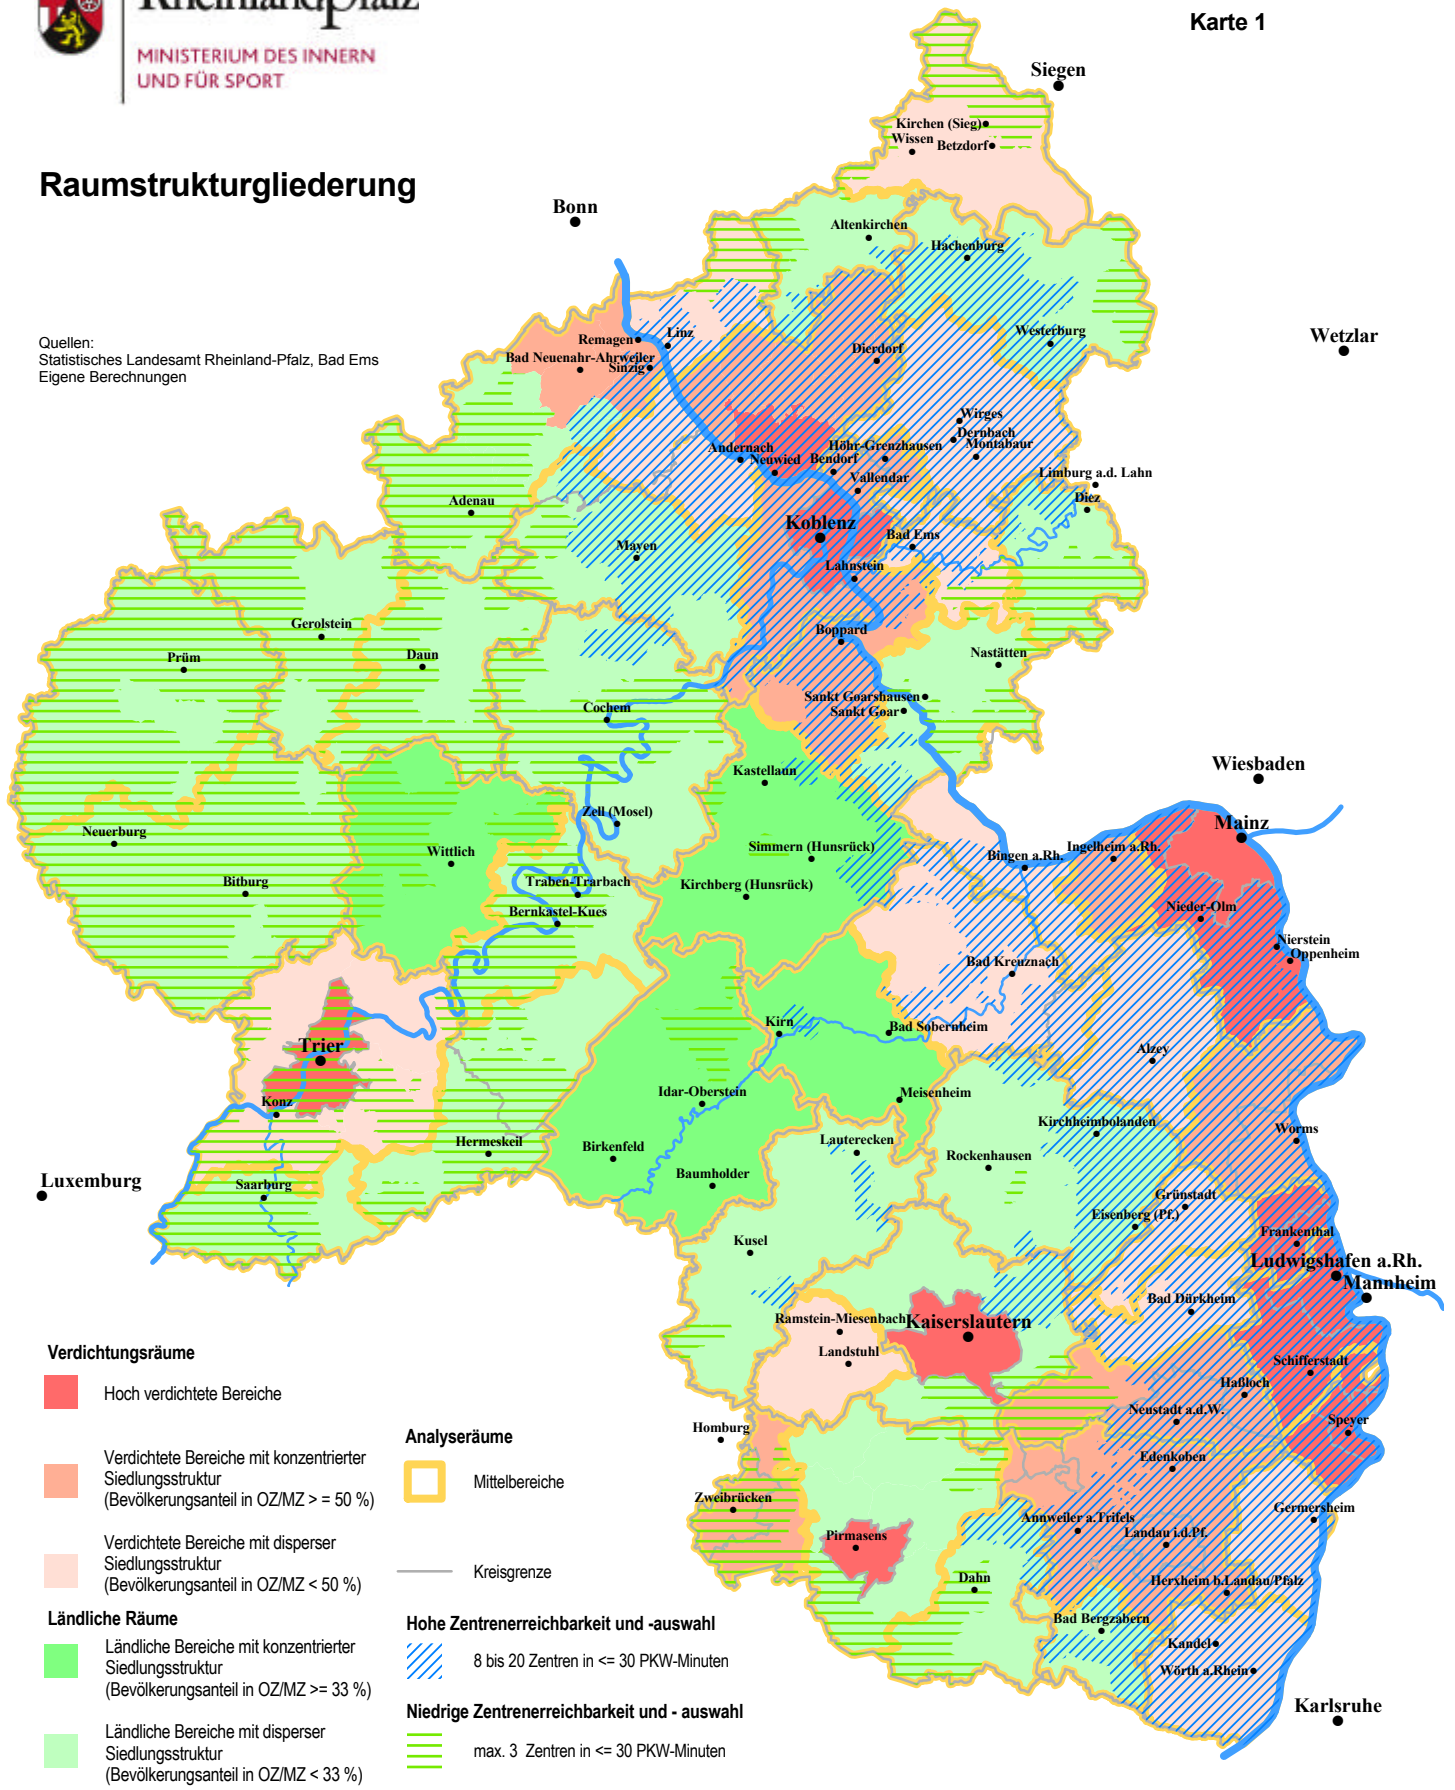 RheinlandPfalz
MINISTERIUM DES INNERN
UND FÜR SPORT
Karte 1
Raumstrukturgliederung
Quellen:
Statistisches Landesamt Rheinland-Pfalz, Bad Ems
Eigene Berechnungen
Siegen
Kirchen (Sieg)
Wissen
Betzdorf
Bonn
Altenkirchen
Hachenburg
Remagen
Linz
Westerburg
Wetzlar
Bad Neuenahr-Ahrweiler
Sinzig
Dierdorf
Wirges
Dernbach
Montabaur
Höhr-Grenzhausen
Andernach
Neuwied
Bendorf
Vallendar
Limburg a.d. Lahn
Diez
Adenau
Koblenz
Bad Ems
Mayen
Lahnstein
Gerolstein
Prüm
Daun
Boppard
Nastätten
Cochem
Sankt Goarshausen
Sankt Goar
Kastellaun
Wiesbaden
Zell (Mosel)
Mainz
Neuerburg
Wittlich
Simmern (Hunsrück)
Bingen a.Rh.
Ingelheim a.Rh.
Bitburg
Traben-Trarbach
Kirchberg (Hunsrück)
Bernkastel-Kues
Nieder-Olm
Nierstein
Oppenheim
Bad Kreuznach
Kirn
Bad Sobernheim
Trier
Alzey
Konz
Idar-Oberstein
Meisenheim
Kirchheimbolanden
Worms
Hermeskeil
Birkenfeld
Lauterecken
Rockenhausen
Luxemburg
Saarburg
Baumholder
Grünstadt
Eisenberg (Pf.)
Kusel
Frankenthal
Ludwigshafen a.Rh.
Mannheim
Bad Dürkheim
Ramstein-Miesenbach
Kaiserslautern
Landstuhl
Schifferstadt
Haßloch
Neustadt a.d.W.
Speyer
Homburg
Edenkoben
Zweibrücken
Germersheim
Annweiler a.Trifels
Landau i.d.Pf.
Pirmasens
Dahn
Herxheim b.Landau/Pfalz
Bad Bergzabern
Kandel
Wörth a.Rhein
Karlsruhe
Verdichtungsräume
Hoch verdichtete Bereiche
Verdichtete Bereiche mit konzentrierter
Siedlungsstruktur
(Bevölkerungsanteil in OZ/MZ > = 50 %)
Verdichtete Bereiche mit disperser
Siedlungsstruktur
(Bevölkerungsanteil in OZ/MZ < 50 %)
Ländliche Räume
Ländliche Bereiche mit konzentrierter
Siedlungsstruktur
(Bevölkerungsanteil in OZ/MZ >= 33 %)
Ländliche Bereiche mit disperser
Siedlungsstruktur
(Bevölkerungsanteil in OZ/MZ < 33 %)
Analyseräume
Mittelbereiche
Kreisgrenze
Hohe Zentrenerreichbarkeit und -auswahl
8 bis 20 Zentren in <= 30 PKW-Minuten
Niedrige Zentrenerreichbarkeit und - auswahl
max. 3 Zentren in <= 30 PKW-Minuten